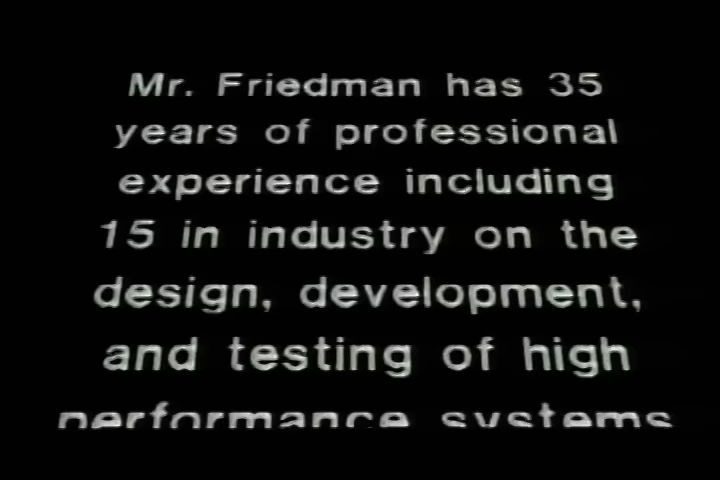 Mr. Friedman has 35
years of professional
experience including
15 in industry on the
design, development,
and testing of high
performance systems